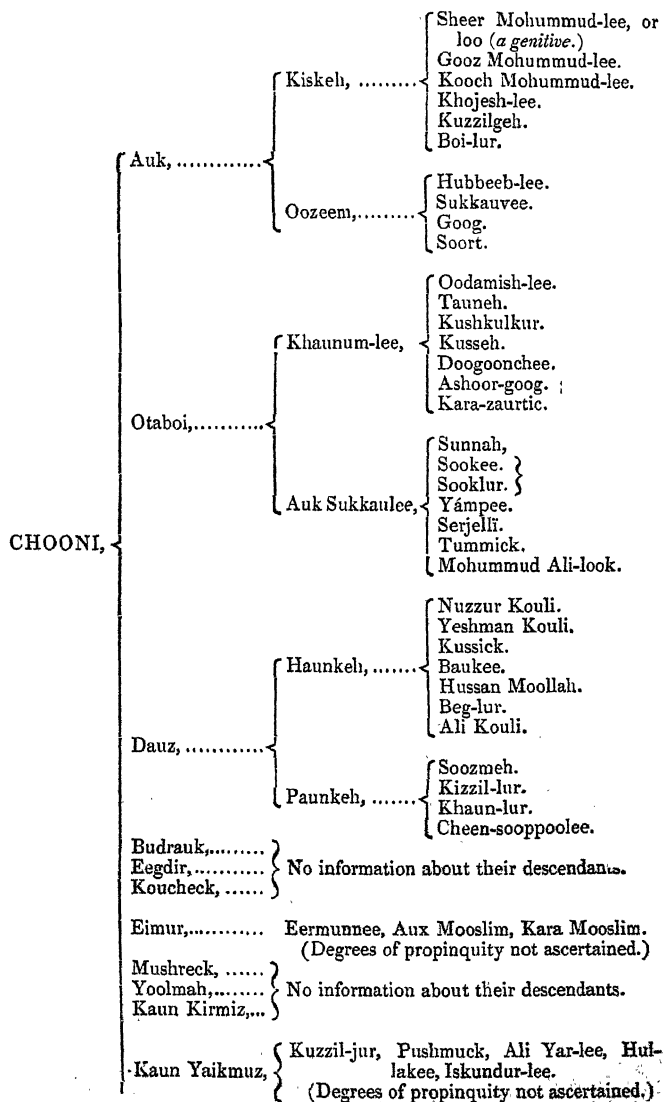 Sheer Mohummud-lee, or
loo (a genitive.)
Gooz Mohummud-lee.
Kiskeh, .........
Kooch Mohummud-lee.
Khojesh-lee.
Kuzzilgeh.
Boi-lur.
Auk, ............
Hubbeeb-lee.
Sukkauvee.
Oozeem,........
Goog.
Soort.
Oodamish-lee.
Tauneh.
Kushkulkur.
Khaunum-lee,
Kusseh.
Doogoonchee.
Ashoor-goog.
Kara-zaurtic.
Otaboi,..........
Sunnah,
Sookee.
Sooklur.
Auk Sukkaulee,
Yámpee.
Serjellï.
Tummick.
Mohummud Ali-look.
CHOONI,
Nuzzur Kouli.
Yeshman Kouli.
Kussick.
Haunkeh, .......
Baukee.
Hussan Moollah.
Beg-lur.
Ali Kouli.
Dauz, ...........
Soozmeh.
Kizzil-lur.
Paunkeh, .......
Khaun-lur.
Cheen-sooppoolee.
Budrauk,.........
Eegdir, .......... No information about their descendants.
Koucheck, ......
Eimur,........... Eermunnee, Aux Mooslim, Kara Mooslim.
(Degrees of propinquity not ascertained.)
Mushreck, ......
Yoolmah,........ No information about their descendants.
Kaun Kirmiz,...
Kuzzil-jur, Pushmuck, Ali Yar-lee, Hul-
Kaun Yaikmuz, lakee, Iskundur-lee.
(Degrees of propinquity not ascertained.)